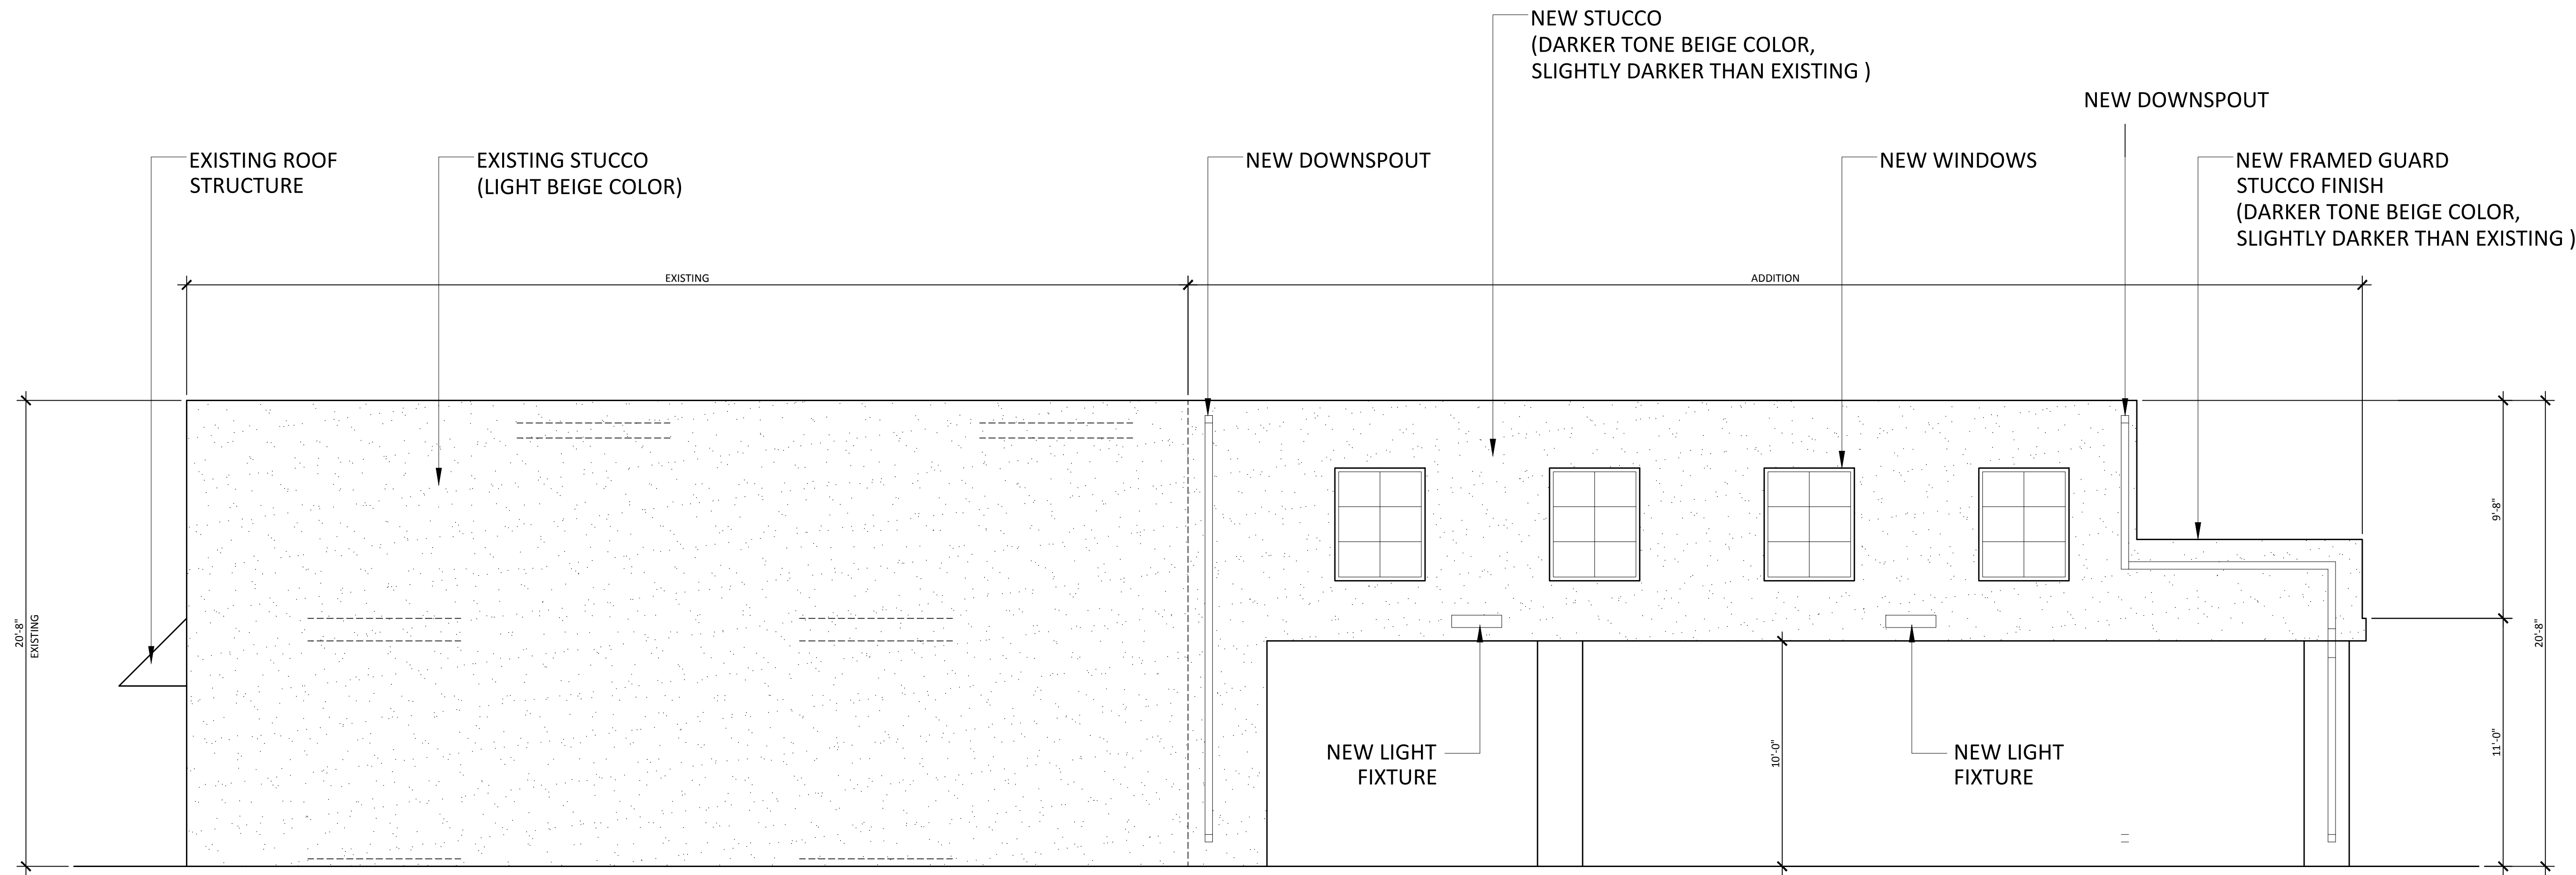 NEW STUCCO
(DARKER TONE BEIGE COLOR,
SLIGHTLY DARKER THAN EXISTING )
NEW DOWNSPOUT
EXISTING ROOF
STRUCTURE
EXISTING STUCCO
(LIGHT BEIGE COLOR)
NEW DOWNSPOUT
NEW WINDOWS
NEW FRAMED GUARD
STUCCO FINISH
(DARKER TONE BEIGE COLOR,
SLIGHTLY DARKER THAN EXISTING )
EXISTING
ADDITION
20'-8"
EXISTING
9'-8"
20'-8"
11'-0"
10'-0"
NEW LIGHT
FIXTURE
NEW LIGHT
FIXTURE